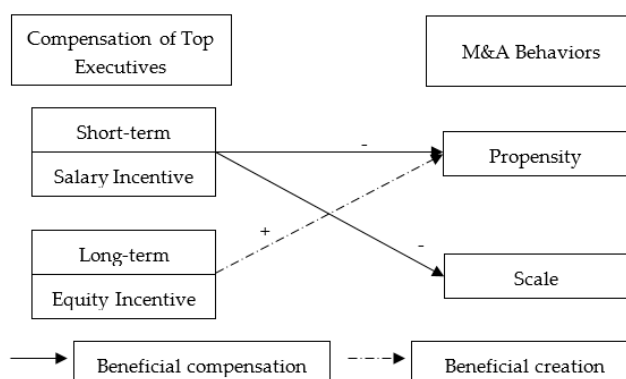 Compensation of Top
Executives
M&A Behaviors
Short-term
Salary Incentive
-
Propensity
+
Long-term
Equity Incentive
-
Scale
Beneficial compensation
Beneficial creation